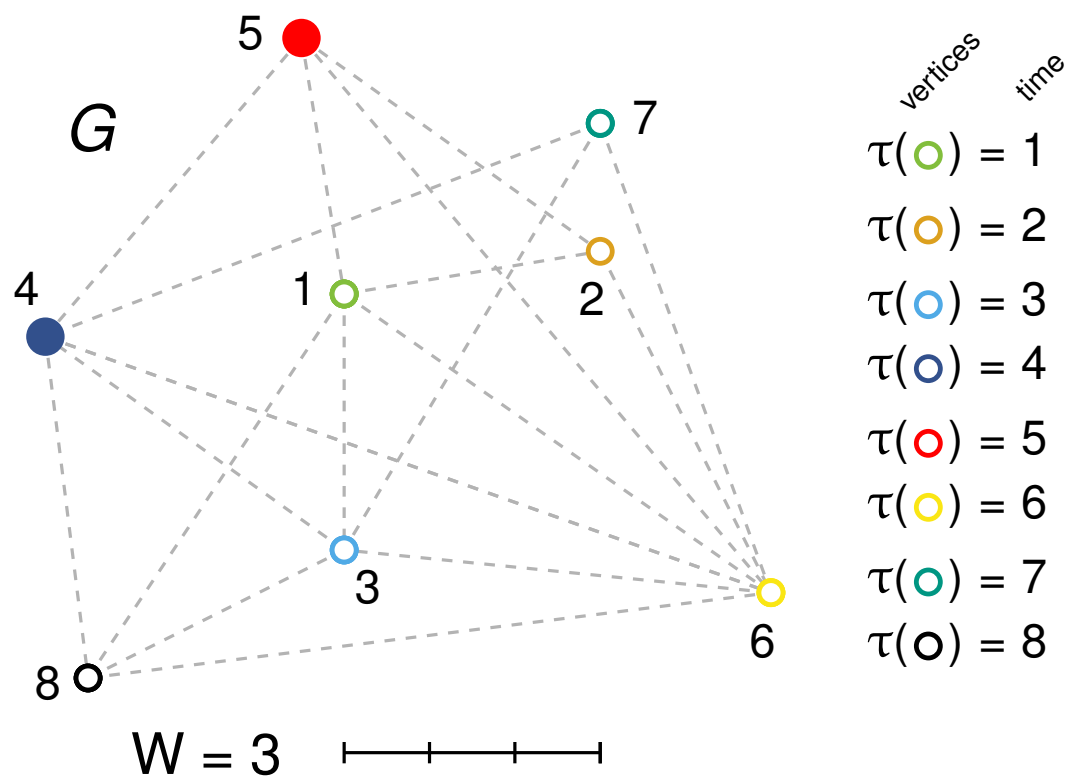 5
G
7
4
1
2
3
6
8
W = 3
vertices time
τ( ) = 1
τ( ) = 2
τ( ) = 3
τ( ) = 4
τ( ) = 5
τ( ) = 6
τ( ) = 7
τ( ) = 8